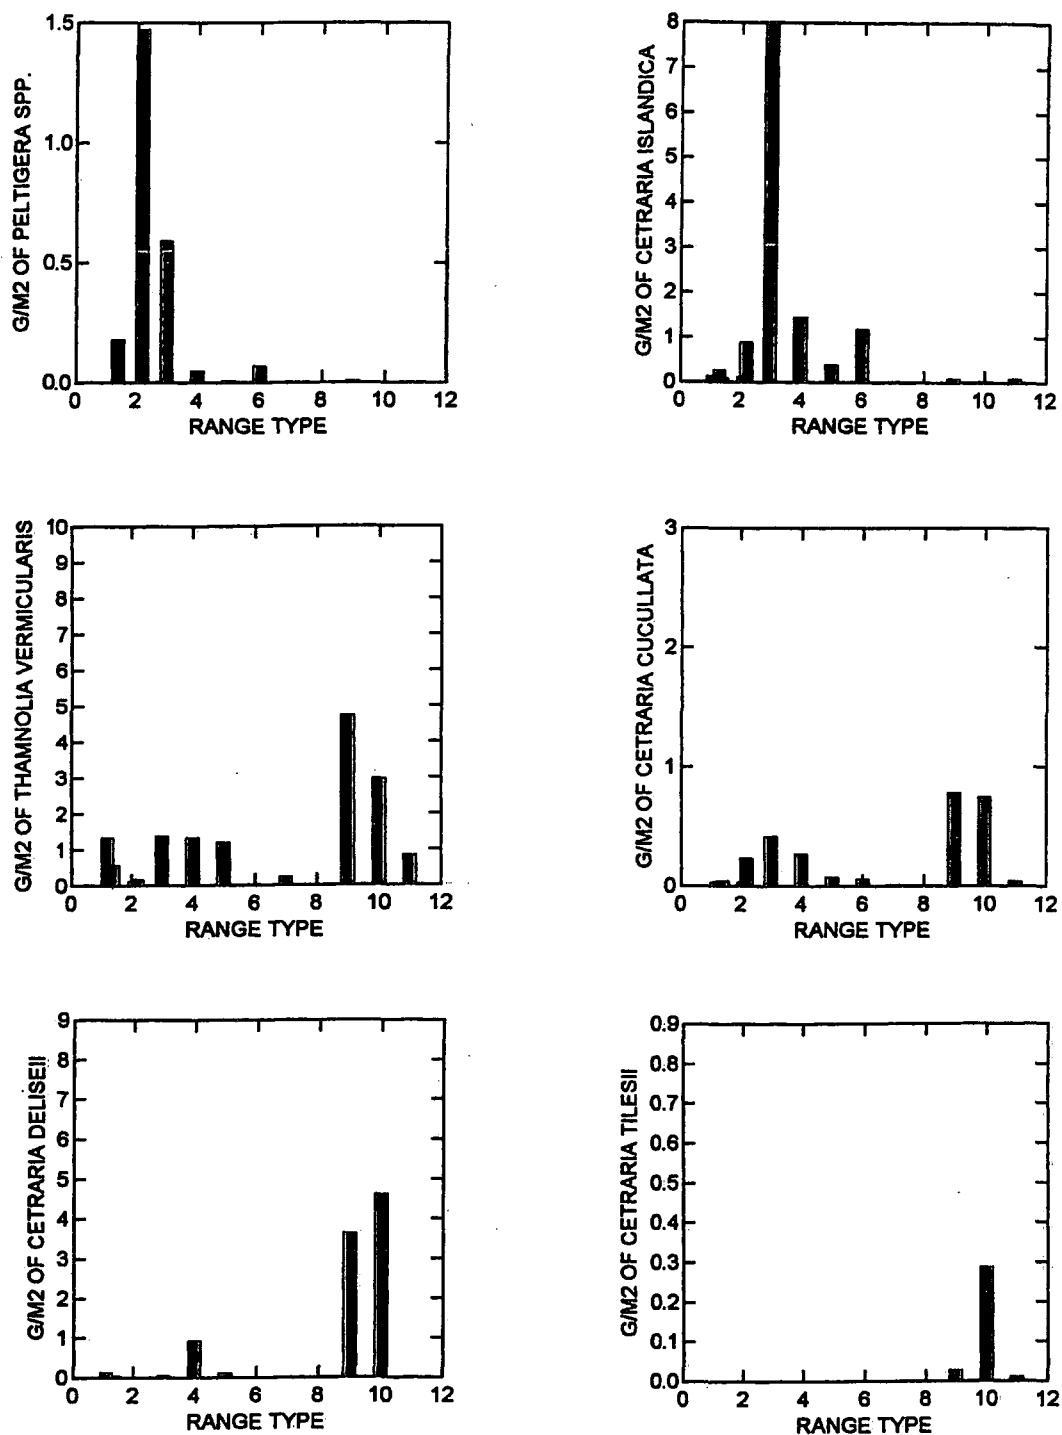 G/M2 OF PELTIGERA SPP.
1.5
1.0
0.5
0.0
0 2 4 6 8 10 12
RANGE TYPE
G/M2 OF CETRARIA ISLANDICA
8
7
6
5
4
3
2
1
0
0 2 4 6 8 10 12
RANGE TYPE
G/M2 OF THAMNOLIA VERMICULARIS
10
9
8
7
6
5
4
3
2
1
0
0 2 4 6 8 10 12
RANGE TYPE
G/M2 OF CETRARIA CUCULLATA
3
2
1
0
0 2 4 6 8 10 12
RANGE TYPE
G/M2 OF CETRARIA DELISEII
9
8
7
6
5
4
3
2
1
0
0 2 4 6 8 10 12
RANGE TYPE
G/M2 OF CETRARIA TILESII
0.9
0.8
0.7
0.6
0.5
0.4
0.3
0.2
0.1
0.0
0 2 4 6 8 10 12
RANGE TYPE